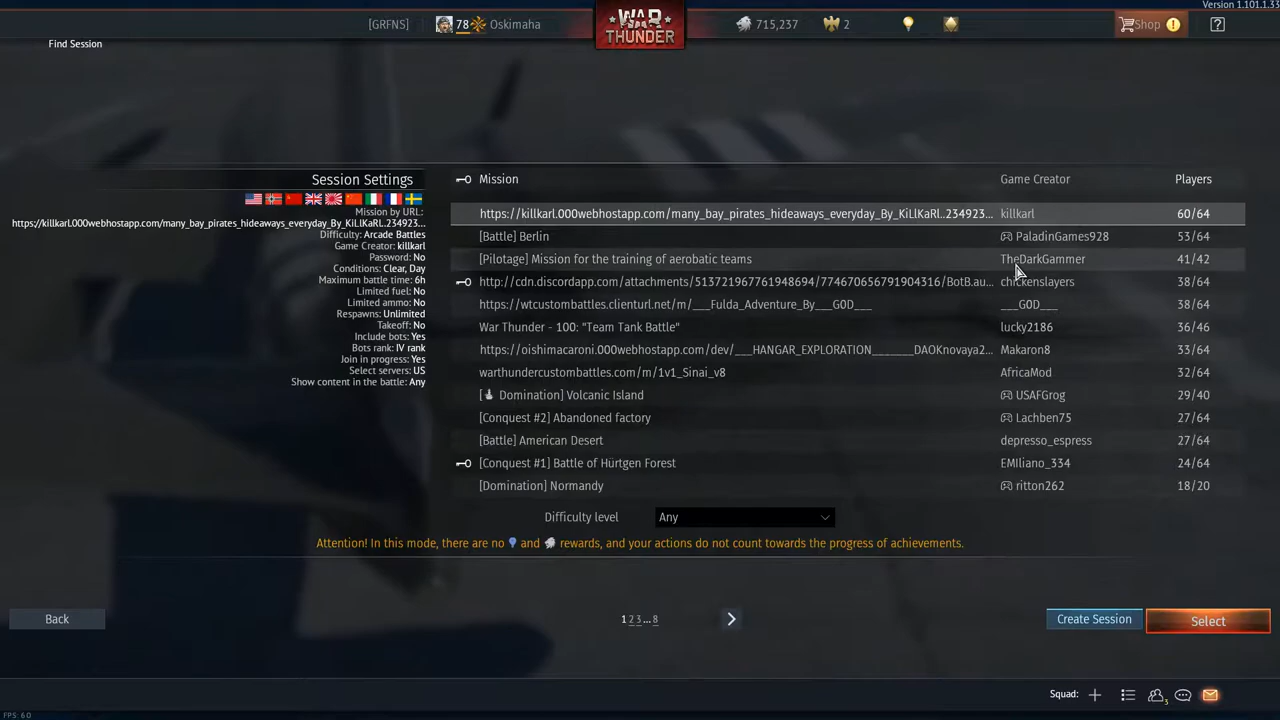 Version 1.101.1.33
[GRFNS] 78 Oskimaha
WAR THUNDER
715,237 2
Shop
Find Session
Session Settings
Mission by URL:
https://killkarl.000webhostapp.com/many_bay_pirates_hideaways_everyday_By_KiLlKaRl..234923...
Difficulty: Arcade Battles
Game Creator: killkarl
Password: No
Conditions: Clear, Day
Maximum battle time: 6h
Limited fuel: No
Limited ammo: No
Respawns: Unlimited
Takeoff: No
Include bots: Yes
Bots rank: IV rank
Join in progress: Yes
Select servers: US
Show content in the battle: Any
Mission Game Creator Players
https://killkarl.000webhostapp.com/many_bay_pirates_hideaways_everyday_By_KiLlKaRl..234923... killkarl 60/64
[Battle] Berlin PaladinGames928 53/64
[Pilotage] Mission for the training of aerobatic teams TheDarkGammer 41/42
http://cdn.discordapp.com/attachments/513721967761948694/774670656791904316/BotB.au... chickenslayers 38/64
https://wtcustombattles.clienturl.net/m/___Fulda_Adventure_By___G0D___ ___G0D___ 38/64
War Thunder - 100: "Team Tank Battle" lucky2186 36/46
https://oishimacaroni.000webhostapp.com/dev/___HANGAR_EXPLORATION_______DAOKnovaya2... Makaron8 33/64
warthundercustombattles.com/m/1v1_Sinai_v8 AfricaMod 32/64
[Domination] Volcanic Island USAFGrog 29/40
[Conquest #2] Abandoned factory Lachben75 27/64
[Battle] American Desert depresso_espress 27/64
[Conquest #1] Battle of Hürtgen Forest EMIliano_334 24/64
[Domination] Normandy ritton262 18/20
Difficulty level Any
Attention! In this mode, there are no and rewards, and your actions do not count towards the progress of achievements.
Back 1 2 3 ... 8 Create Session Select
Squad: 3
FPS: 60